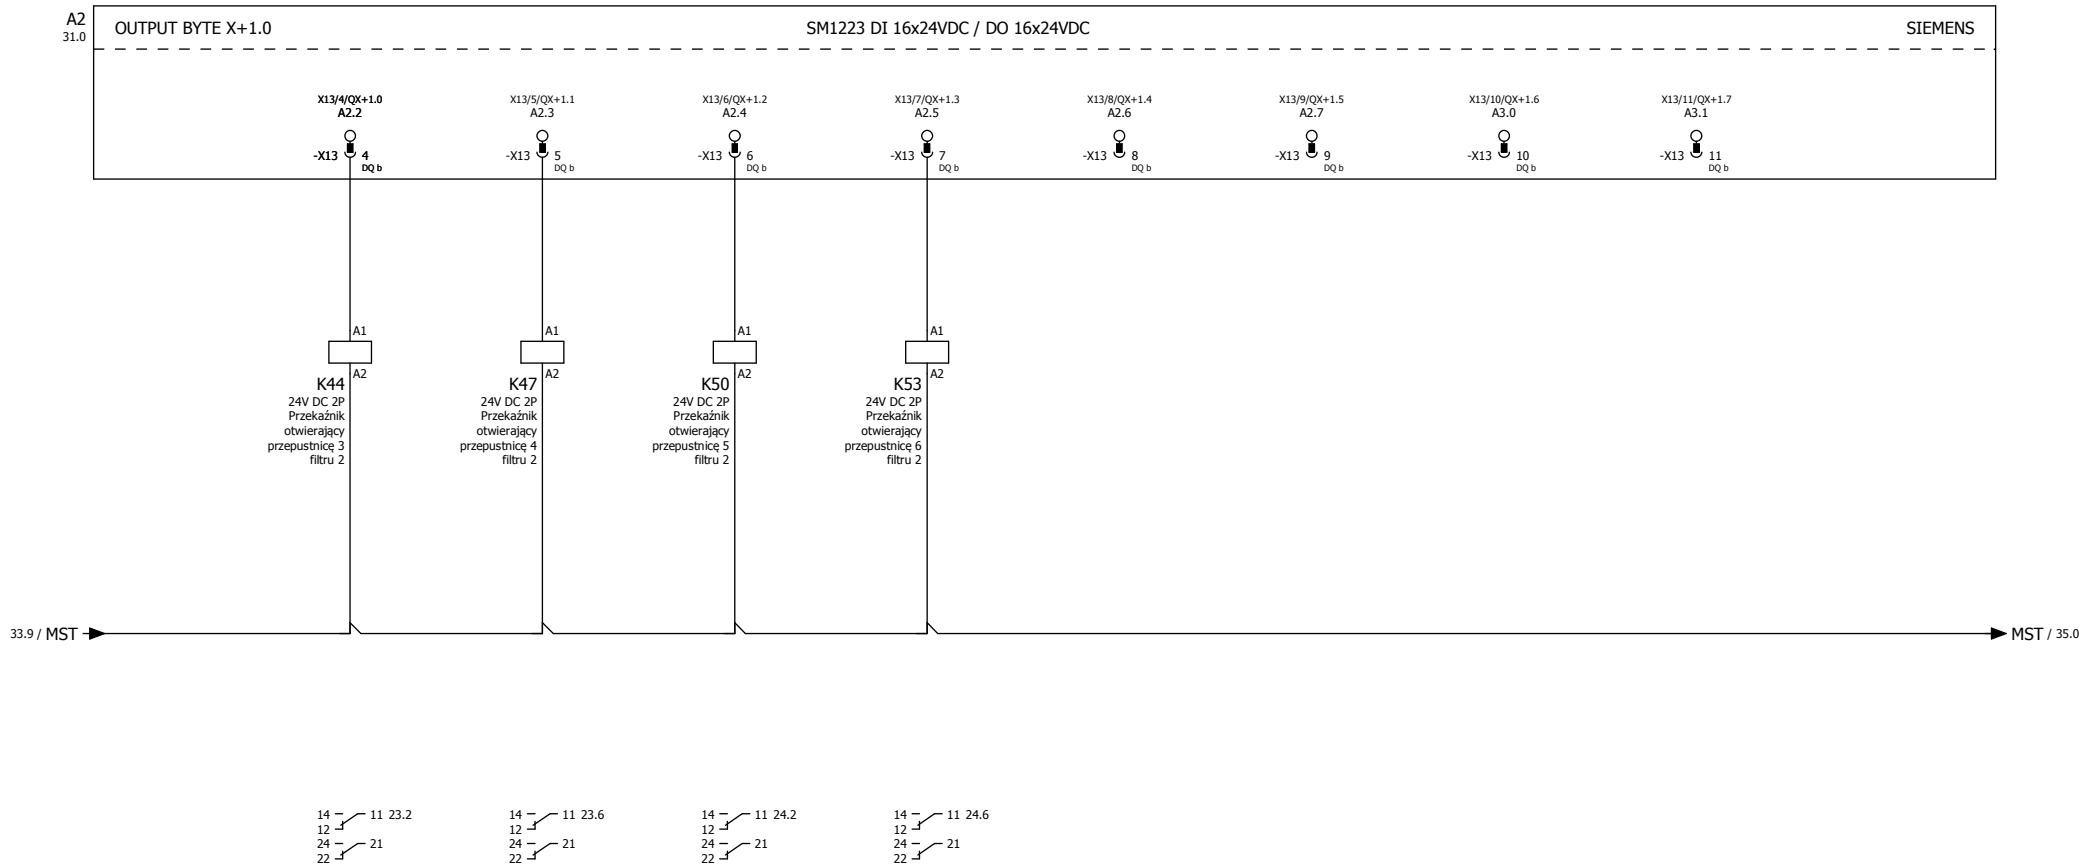 A2
31.0
OUTPUT BYTE X+1.0
SM1223 DI 16x24VDC / DO 16x24VDC
SIEMENS
X13/4/QX+1.0
A2.2
-X13 4
DQ b
X13/5/QX+1.1
A2.3
-X13 5
DQ b
X13/6/QX+1.2
A2.4
-X13 6
DQ b
X13/7/QX+1.3
A2.5
-X13 7
DQ b
X13/8/QX+1.4
A2.6
-X13 8
DQ b
X13/9/QX+1.5
A2.7
-X13 9
DQ b
X13/10/QX+1.6
A3.0
-X13 10
DQ b
X13/11/QX+1.7
A3.1
-X13 11
DQ b
A1
A2
K44
24V DC 2P
Przekaźnik
otwierający
przepustnicę 3
filtru 2
A1
A2
K47
24V DC 2P
Przekaźnik
otwierający
przepustnicę 4
filtru 2
A1
A2
K50
24V DC 2P
Przekaźnik
otwierający
przepustnicę 5
filtru 2
A1
A2
K53
24V DC 2P
Przekaźnik
otwierający
przepustnicę 6
filtru 2
33.9 / MST
MST / 35.0
14 11 23.2
12
24 21
22
14 11 23.6
12
24 21
22
14 11 24.2
12
24 21
22
14 11 24.6
12
24 21
22